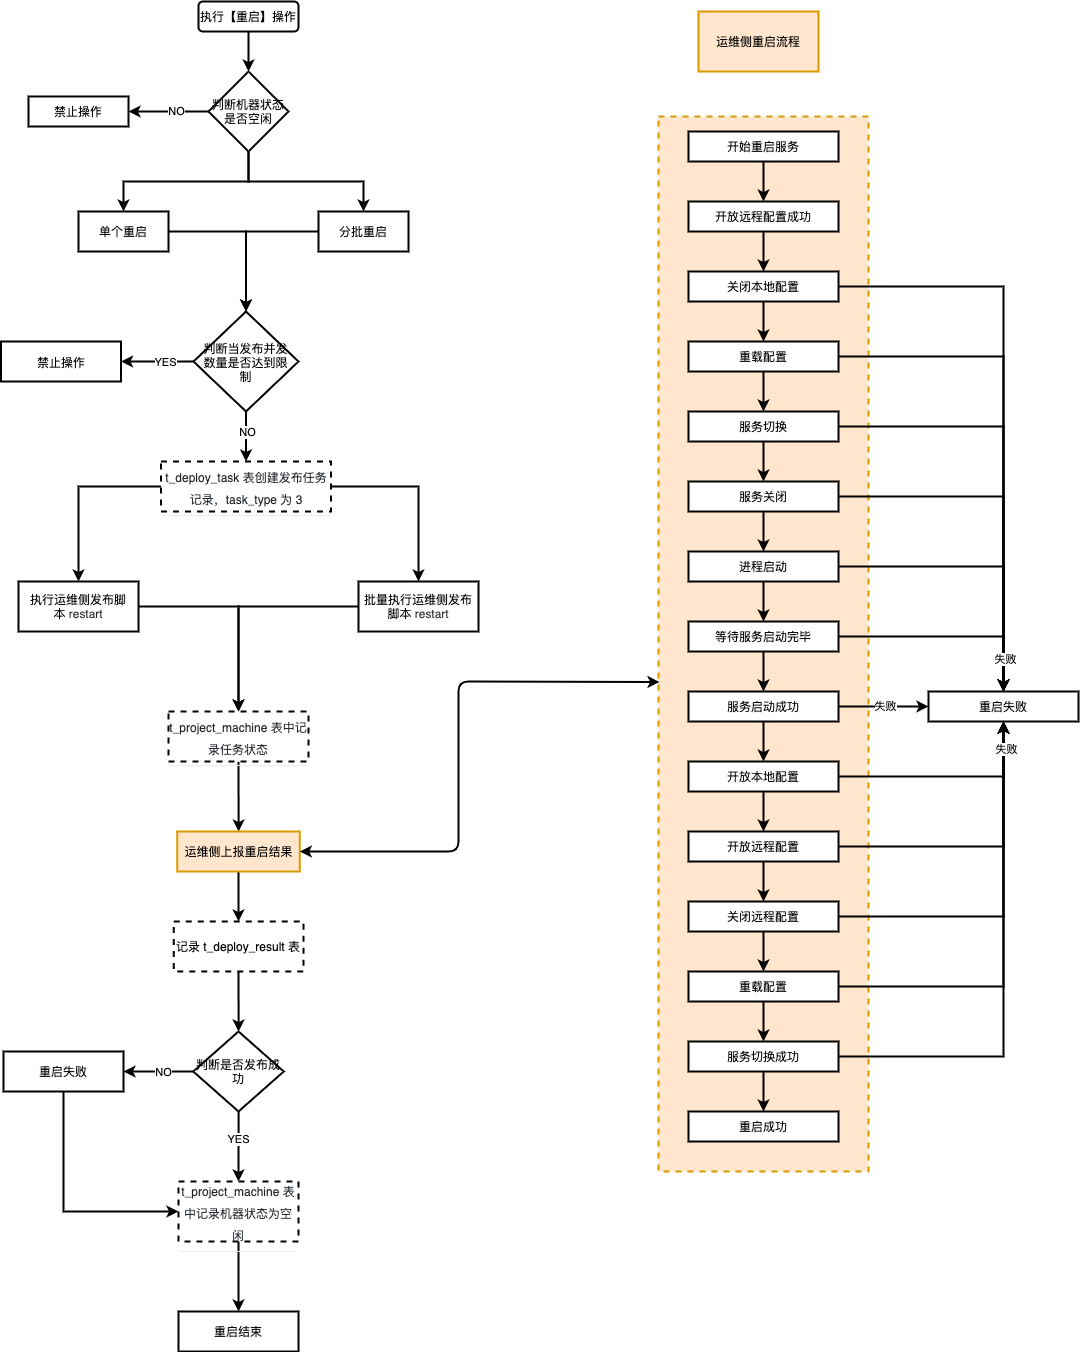 执行【重启】操作
判断机器状态
是否空闲
NO
禁止操作
单个重启
分批重启
判断当发布并发
数量是否达到限
制
YES
禁止操作
NO
t_deploy_task 表创建发布任务
记录，task_type 为 3
执行运维侧发布脚
本 restart
批量执行运维侧发布
脚本 restart
t_project_machine 表中记
录任务状态
运维侧上报重启结果
记录 t_deploy_result 表
判断是否发布成
功
NO
重启失败
YES
t_project_machine 表
中记录机器状态为空
闲
重启结束
运维侧重启流程
开始重启服务
开放远程配置成功
关闭本地配置
重载配置
服务切换
服务关闭
进程启动
等待服务启动完毕
失败
服务启动成功
失败
重启失败
失败
开放本地配置
开放远程配置
关闭远程配置
重载配置
服务切换成功
重启成功